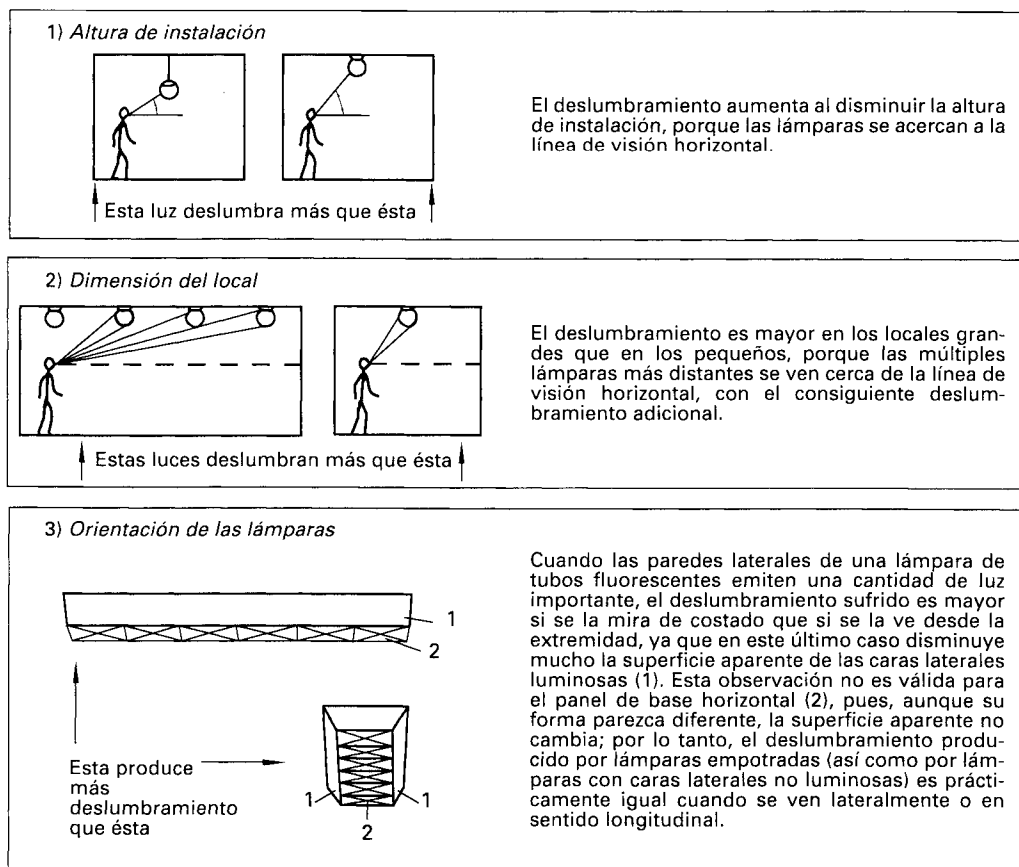 1) Altura de instalación
El deslumbramiento aumenta al disminuir la altura
de instalación, porque las lámparas se acercan a la
línea de visión horizontal.
Esta luz deslumbra más que ésta
2) Dimensión del local
El deslumbramiento es mayor en los locales gran-
des que en los pequeños, porque las múltiples
lámparas más distantes se ven cerca de la línea de
visión horizontal, con el consiguiente deslum-
bramiento adicional.
Estas luces deslumbran más que ésta
3) Orientación de las lámparas
1
2
Esta produce
más
deslumbramiento
que ésta
1
1
2
Cuando las paredes laterales de una lámpara de
tubos fluorescentes emiten una cantidad de luz
importante, el deslumbramiento sufrido es mayor
si se la mira de costado que si se la ve desde la
extremidad, ya que en este último caso disminuye
mucho la superficie aparente de las caras laterales
luminosas (1). Esta observación no es válida para
el panel de base horizontal (2), pues, aunque su
forma parezca diferente, la superficie aparente no
cambia; por lo tanto, el deslumbramiento produ-
cido por lámparas empotradas (así como por lám-
paras con caras laterales no luminosas) es prácti-
camente igual cuando se ven lateralmente o en
sentido longitudinal.